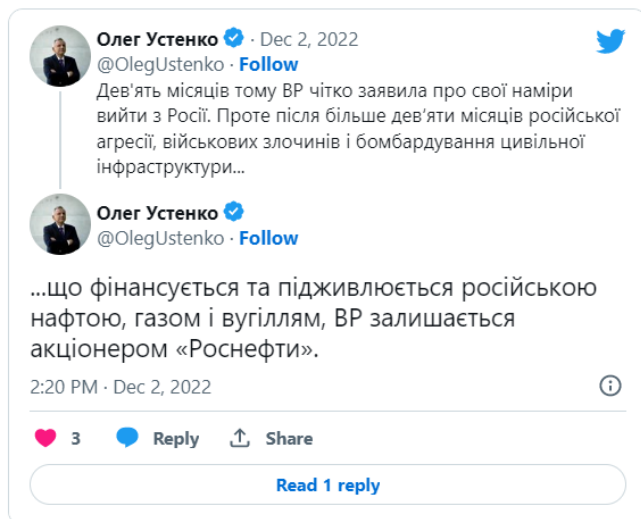 Олег Устенко · Dec 2, 2022
@OlegUstenko · Follow
Дев'ять місяців тому BP чітко заявила про свої наміри
вийти з Росії. Проте після більше дев’яти місяців російської
агресії, військових злочинів і бомбардування цивільної
інфраструктури...
Олег Устенко
@OlegUstenko · Follow
...що фінансується та підживлюється російською
нафтою, газом і вугіллям, BP залишається
акціонером «Роснефти».
2:20 PM · Dec 2, 2022
3 Reply Share
Read 1 reply